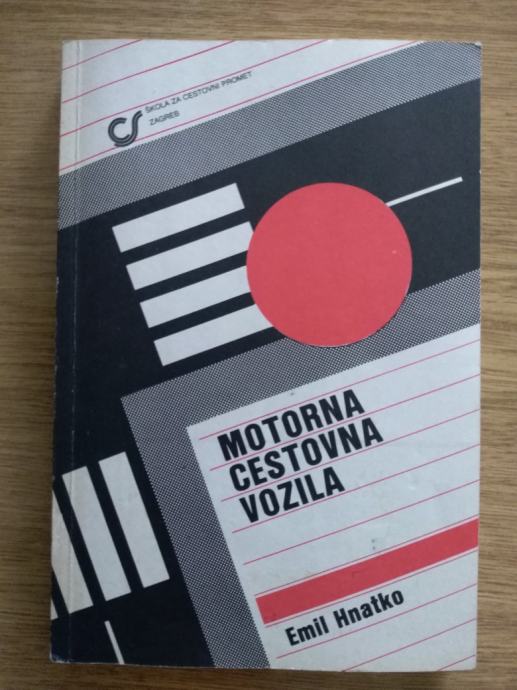 CS ŠKOLA ZA CESTOVNI PROMET
ZAGREB
MOTORNA
CESTOVNA
VOZILA
Emil Hnatko